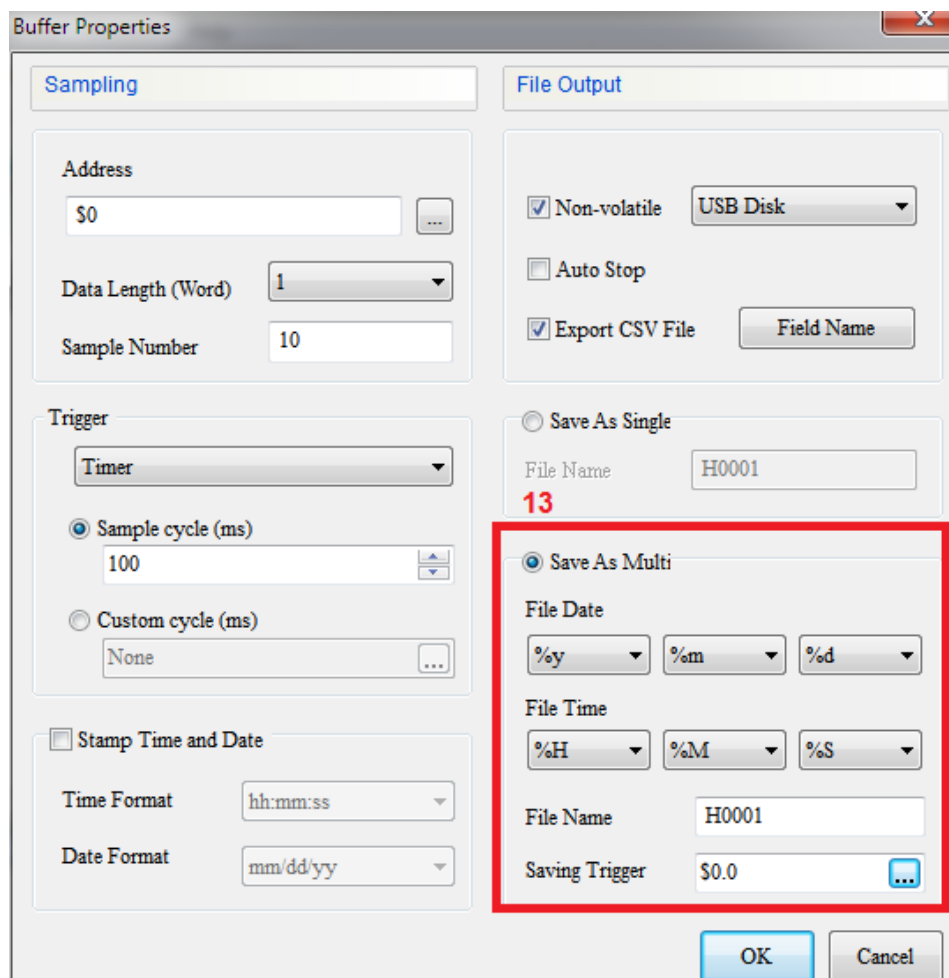 Buffer Properties
X
Sampling
Address
$0
...
Data Length (Word)
1
Sample Number
10
Trigger
Timer
Sample cycle (ms)
100
Custom cycle (ms)
None
...
Stamp Time and Date
Time Format
hh:mm:ss
Date Format
mm/dd/yy
File Output
Non-volatile
USB Disk
Auto Stop
Export CSV File
Field Name
Save As Single
File Name
H0001
13
Save As Multi
File Date
%y %m %d
File Time
%H %M %S
File Name
H0001
Saving Trigger
$0.0
...
OK
Cancel